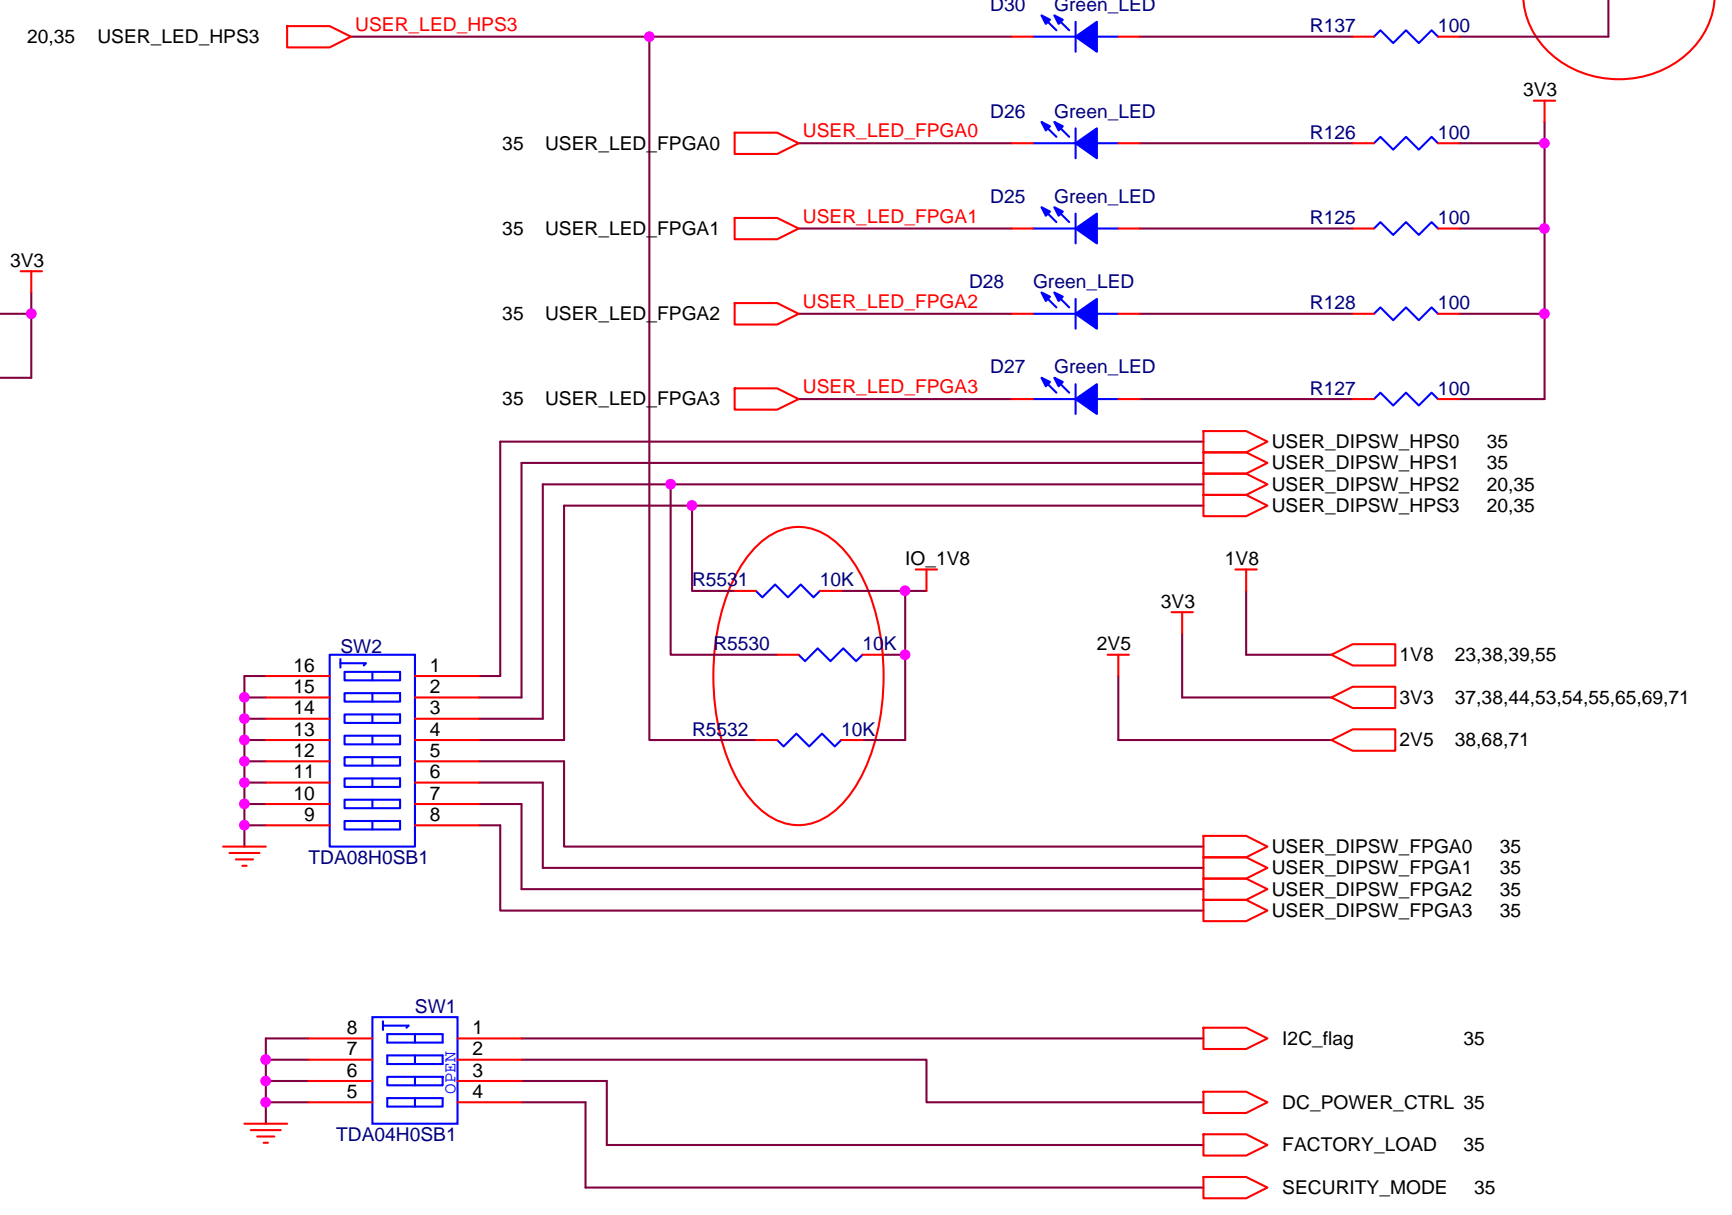 D30 Green_LED
20,35 USER_LED_HPS3 USER_LED_HPS3 R137 100
3V3
D26 Green_LED
35 USER_LED_FPGA0 USER_LED_FPGA0 R126 100
D25 Green_LED
35 USER_LED_FPGA1 USER_LED_FPGA1 R125 100
3V3
D28 Green_LED
35 USER_LED_FPGA2 USER_LED_FPGA2 R128 100
D27 Green_LED
35 USER_LED_FPGA3 USER_LED_FPGA3 R127 100
USER_DIPSW_HPS0 35
USER_DIPSW_HPS1 35
USER_DIPSW_HPS2 20,35
USER_DIPSW_HPS3 20,35
IO_1V8 1V8
R5531 10K
3V3
R5530 10K 2V5
1V8 23,38,39,55
3V3 37,38,44,53,54,55,65,69,71
R5532 10K
2V5 38,68,71
SW2
16 1
15 2
14 3
13 4
12 5
11 6
10 7
9 8
TDA08H0SB1
USER_DIPSW_FPGA0 35
USER_DIPSW_FPGA1 35
USER_DIPSW_FPGA2 35
USER_DIPSW_FPGA3 35
SW1
8 1
7 2
6 3
5 4
OPEN
TDA04H0SB1
I2C_flag 35
DC_POWER_CTRL 35
FACTORY_LOAD 35
SECURITY_MODE 35